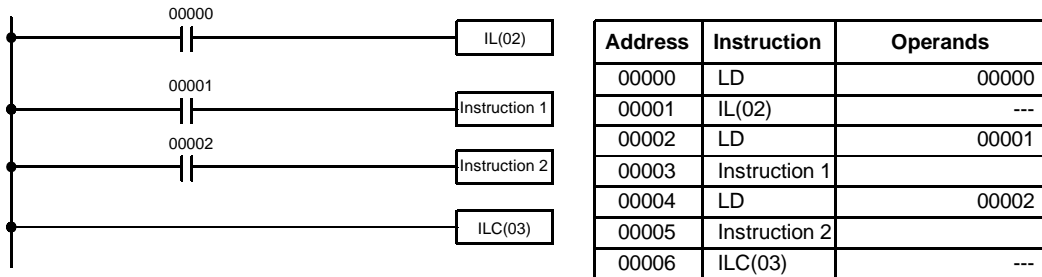 00000
IL(02)
00001
Instruction 1
00002
Instruction 2
ILC(03)
Address Instruction Operands
00000 LD 00000
00001 IL(02) ---
00002 LD 00001
00003 Instruction 1
00004 LD 00002
00005 Instruction 2
00006 ILC(03) ---